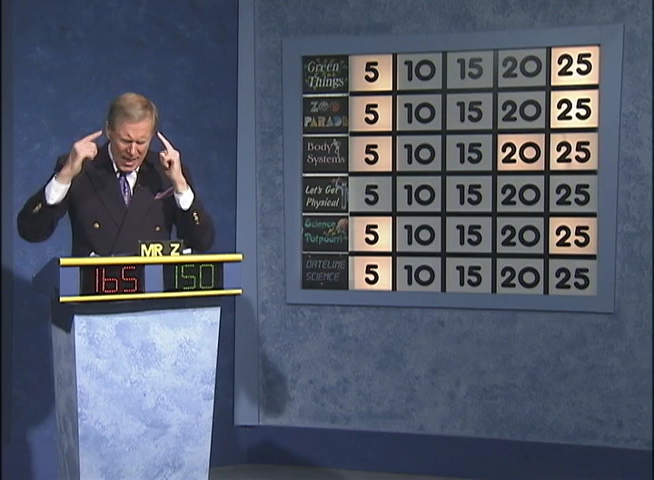 Green Things 5 10 15 20 25
ZOO PARADE 5 10 15 20 25
Body Systems 5 10 15 20 25
Let's Get Physical 5 10 15 20 25
Science Potpourri 5 10 15 20 25
DATELINE SCIENCE 5 10 15 20 25
MR Z
165 150